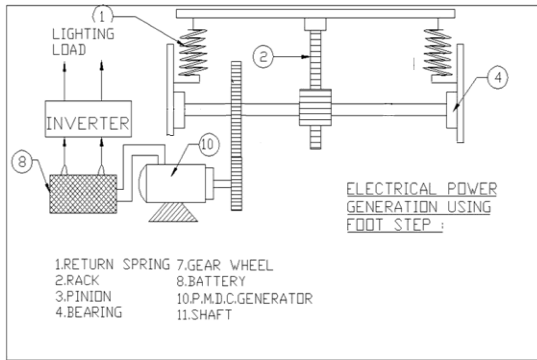 1
LIGHTING
LOAD
2
4
INVERTER
8
10
ELECTRICAL POWER
GENERATION USING
FOOT STEP :
1.RETURN SPRING 7.GEAR WHEEL
2.RACK 8.BATTERY
3.PINION 10.P.M.D.C.GENERATOR
4.BEARING 11.SHAFT